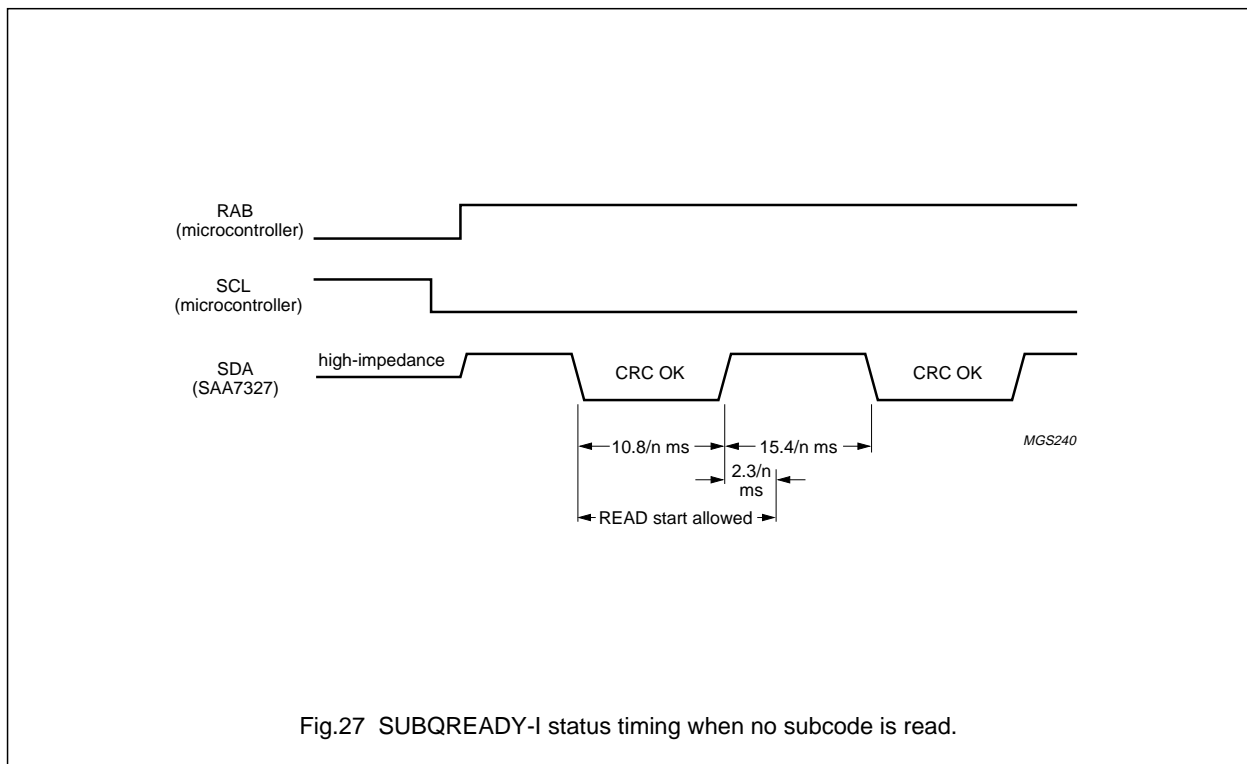 RAB
(microcontroller)
SCL
(microcontroller)
SDA
(SAA7327)
high-impedance
CRC OK
CRC OK
10.8/n ms
15.4/n ms
2.3/n
ms
READ start allowed
MGS240
Fig.27 SUBQREADY-I status timing when no subcode is read.